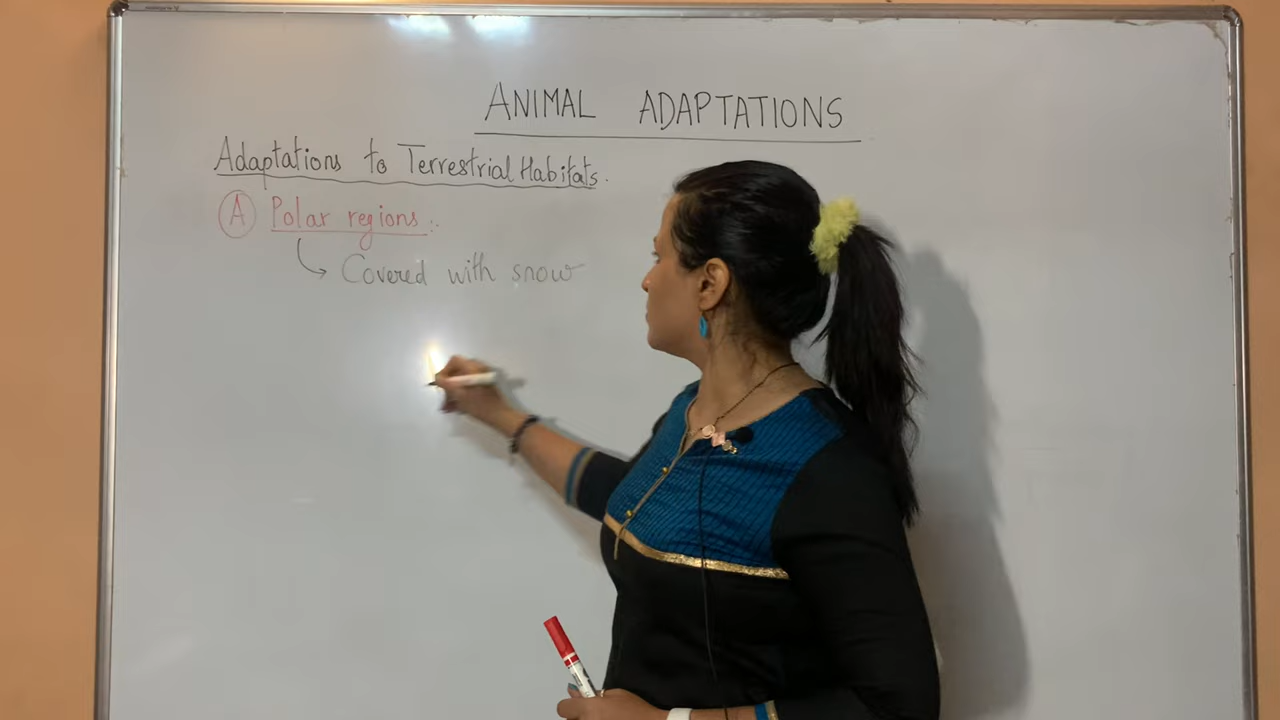 ANIMAL ADAPTATIONS
Adaptations to Terrestrial Habitats.
A Polar regions:
Covered with snow